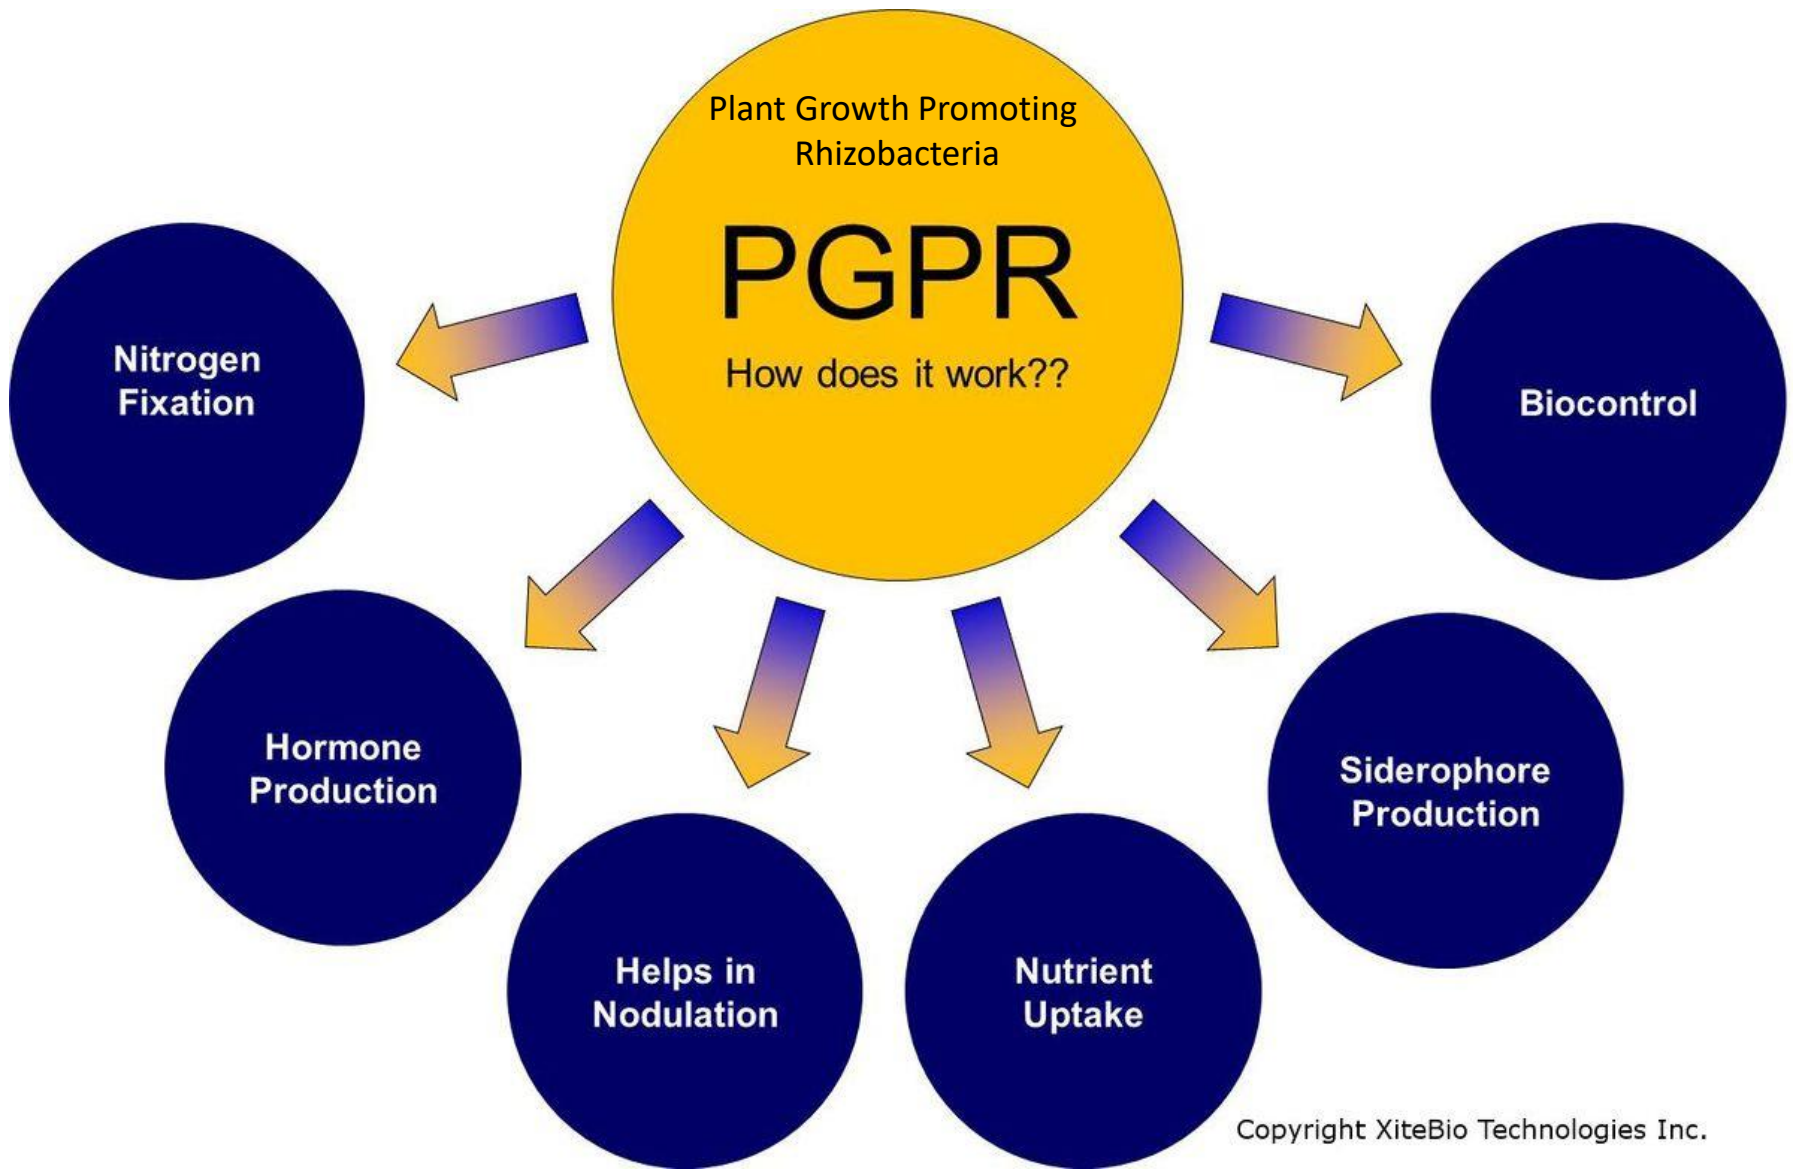 Plant Growth Promoting
Rhizobacteria
PGPR
How does it work??
Nitrogen
Fixation
Hormone
Production
Helps in
Nodulation
Nutrient
Uptake
Siderophore
Production
Biocontrol
Copyright XiteBio Technologies Inc.